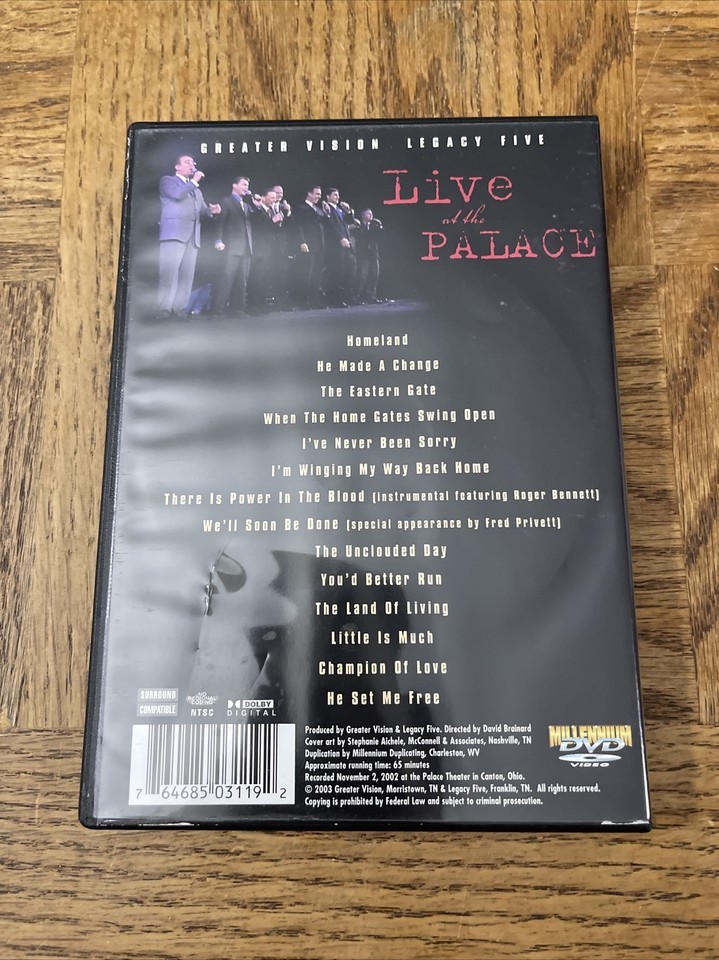 GREATER VISION LEGACY FIVE
Live
at the
PALACE
Homeland
He Made A Change
The Eastern Gate
When The Home Gates Swing Open
I've Never Been Sorry
I'm Winging My Way Back Home
There Is Power In The Blood (instrumental featuring Roger Bennett)
We'll Soon Be Done (special appearance by Fred Privett)
The Unclouded Day
You'd Better Run
The Land Of Living
Little Is Much
Champion Of Love
He Set Me Free
SURROUND
COMPATIBLE
NO
REGIONAL
CODING
NTSC
DOLBY
DIGITAL
7 64685 03119 2
Produced by Greater Vision & Legacy Five. Directed by David Brainard
Cover art by Stephanie Aichele, McConnell & Associates, Nashville, TN
Duplication by Millennium Duplicating, Charleston, WV
Approximate running time: 65 minutes
Recorded November 2, 2002 at the Palace Theater in Canton, Ohio.
© 2003 Greater Vision, Morristown, TN & Legacy Five, Franklin, TN. All rights reserved.
Copying is prohibited by Federal Law and subject to criminal prosecution.
MILLENNIUM
DVD
VIDEO